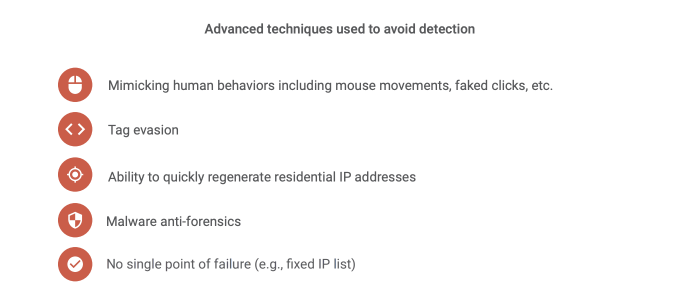 Advanced techniques used to avoid detection
Mimicking human behaviors including mouse movements, faked clicks, etc.
Tag evasion
Ability to quickly regenerate residential IP addresses
Malware anti-forensics
No single point of failure (e.g., fixed IP list)